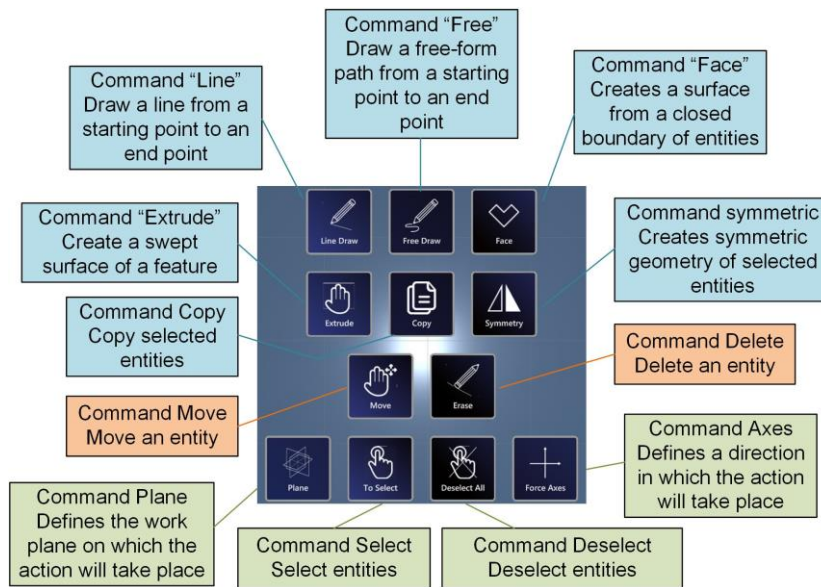 Command “Free”
Draw a free-form
path from a starting
point to an end
point
Command “Line”
Draw a line from a
starting point to an
end point
Command “Face”
Creates a surface
from a closed
boundary of entities
Line Draw
Free Draw
Face
Command “Extrude”
Create a swept
surface of a feature
Command symmetric
Creates symmetric
geometry of selected
entities
Extrude
Copy
Symmetry
Command Copy
Copy selected
entities
Command Delete
Delete an entity
Move
Erase
Command Move
Move an entity
Command Axes
Defines a direction
in which the action
will take place
Plane
To Select
Deselect All
Force Axes
Command Plane
Defines the work
plane on which the
action will take place
Command Select
Select entities
Command Deselect
Deselect entities